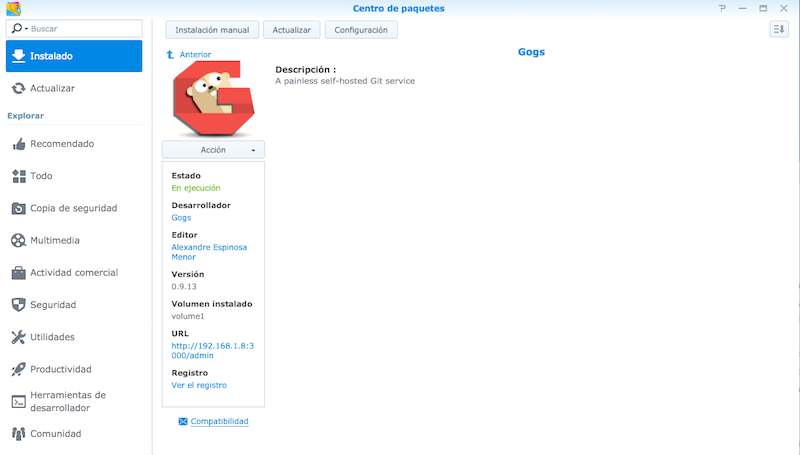 Centro de paquetes
Buscar
Instalación manual
Actualizar
Configuración
Instalado
Actualizar
Explorar
Recomendado
Todo
Copia de seguridad
Multimedia
Actividad comercial
Seguridad
Utilidades
Productividad
Herramientas de
desarrollador
Comunidad
Anterior
Gogs
Descripción :
A painless self-hosted Git service
Acción
Estado
En ejecución
Desarrollador
Gogs
Editor
Alexandre Espinosa
Menor
Versión
0.9.13
Volumen instalado
volume1
URL
http://192.168.1.8:3
000/admin
Registro
Ver el registro
Compatibilidad